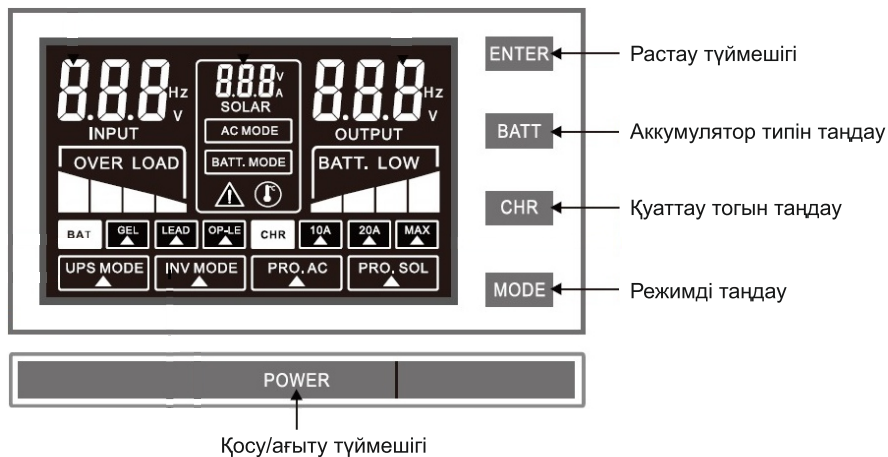 8.8.8 Hz V
INPUT
8.8.8 V A
SOLAR
8.8.8 Hz V
OUTPUT
AC MODE
BATT. MODE
OVER LOAD
BATT. LOW
°C
BAT GEL LEAD OP-LE CHR 10A 20A MAX
UPS MODE INV MODE PRO. AC PRO. SOL
ENTER Растау түймешігі
BATT Аккумулятор типін таңдау
CHR Қуаттау тогын таңдау
MODE Режимді таңдау
POWER
Қосу/ағыту түймешігі